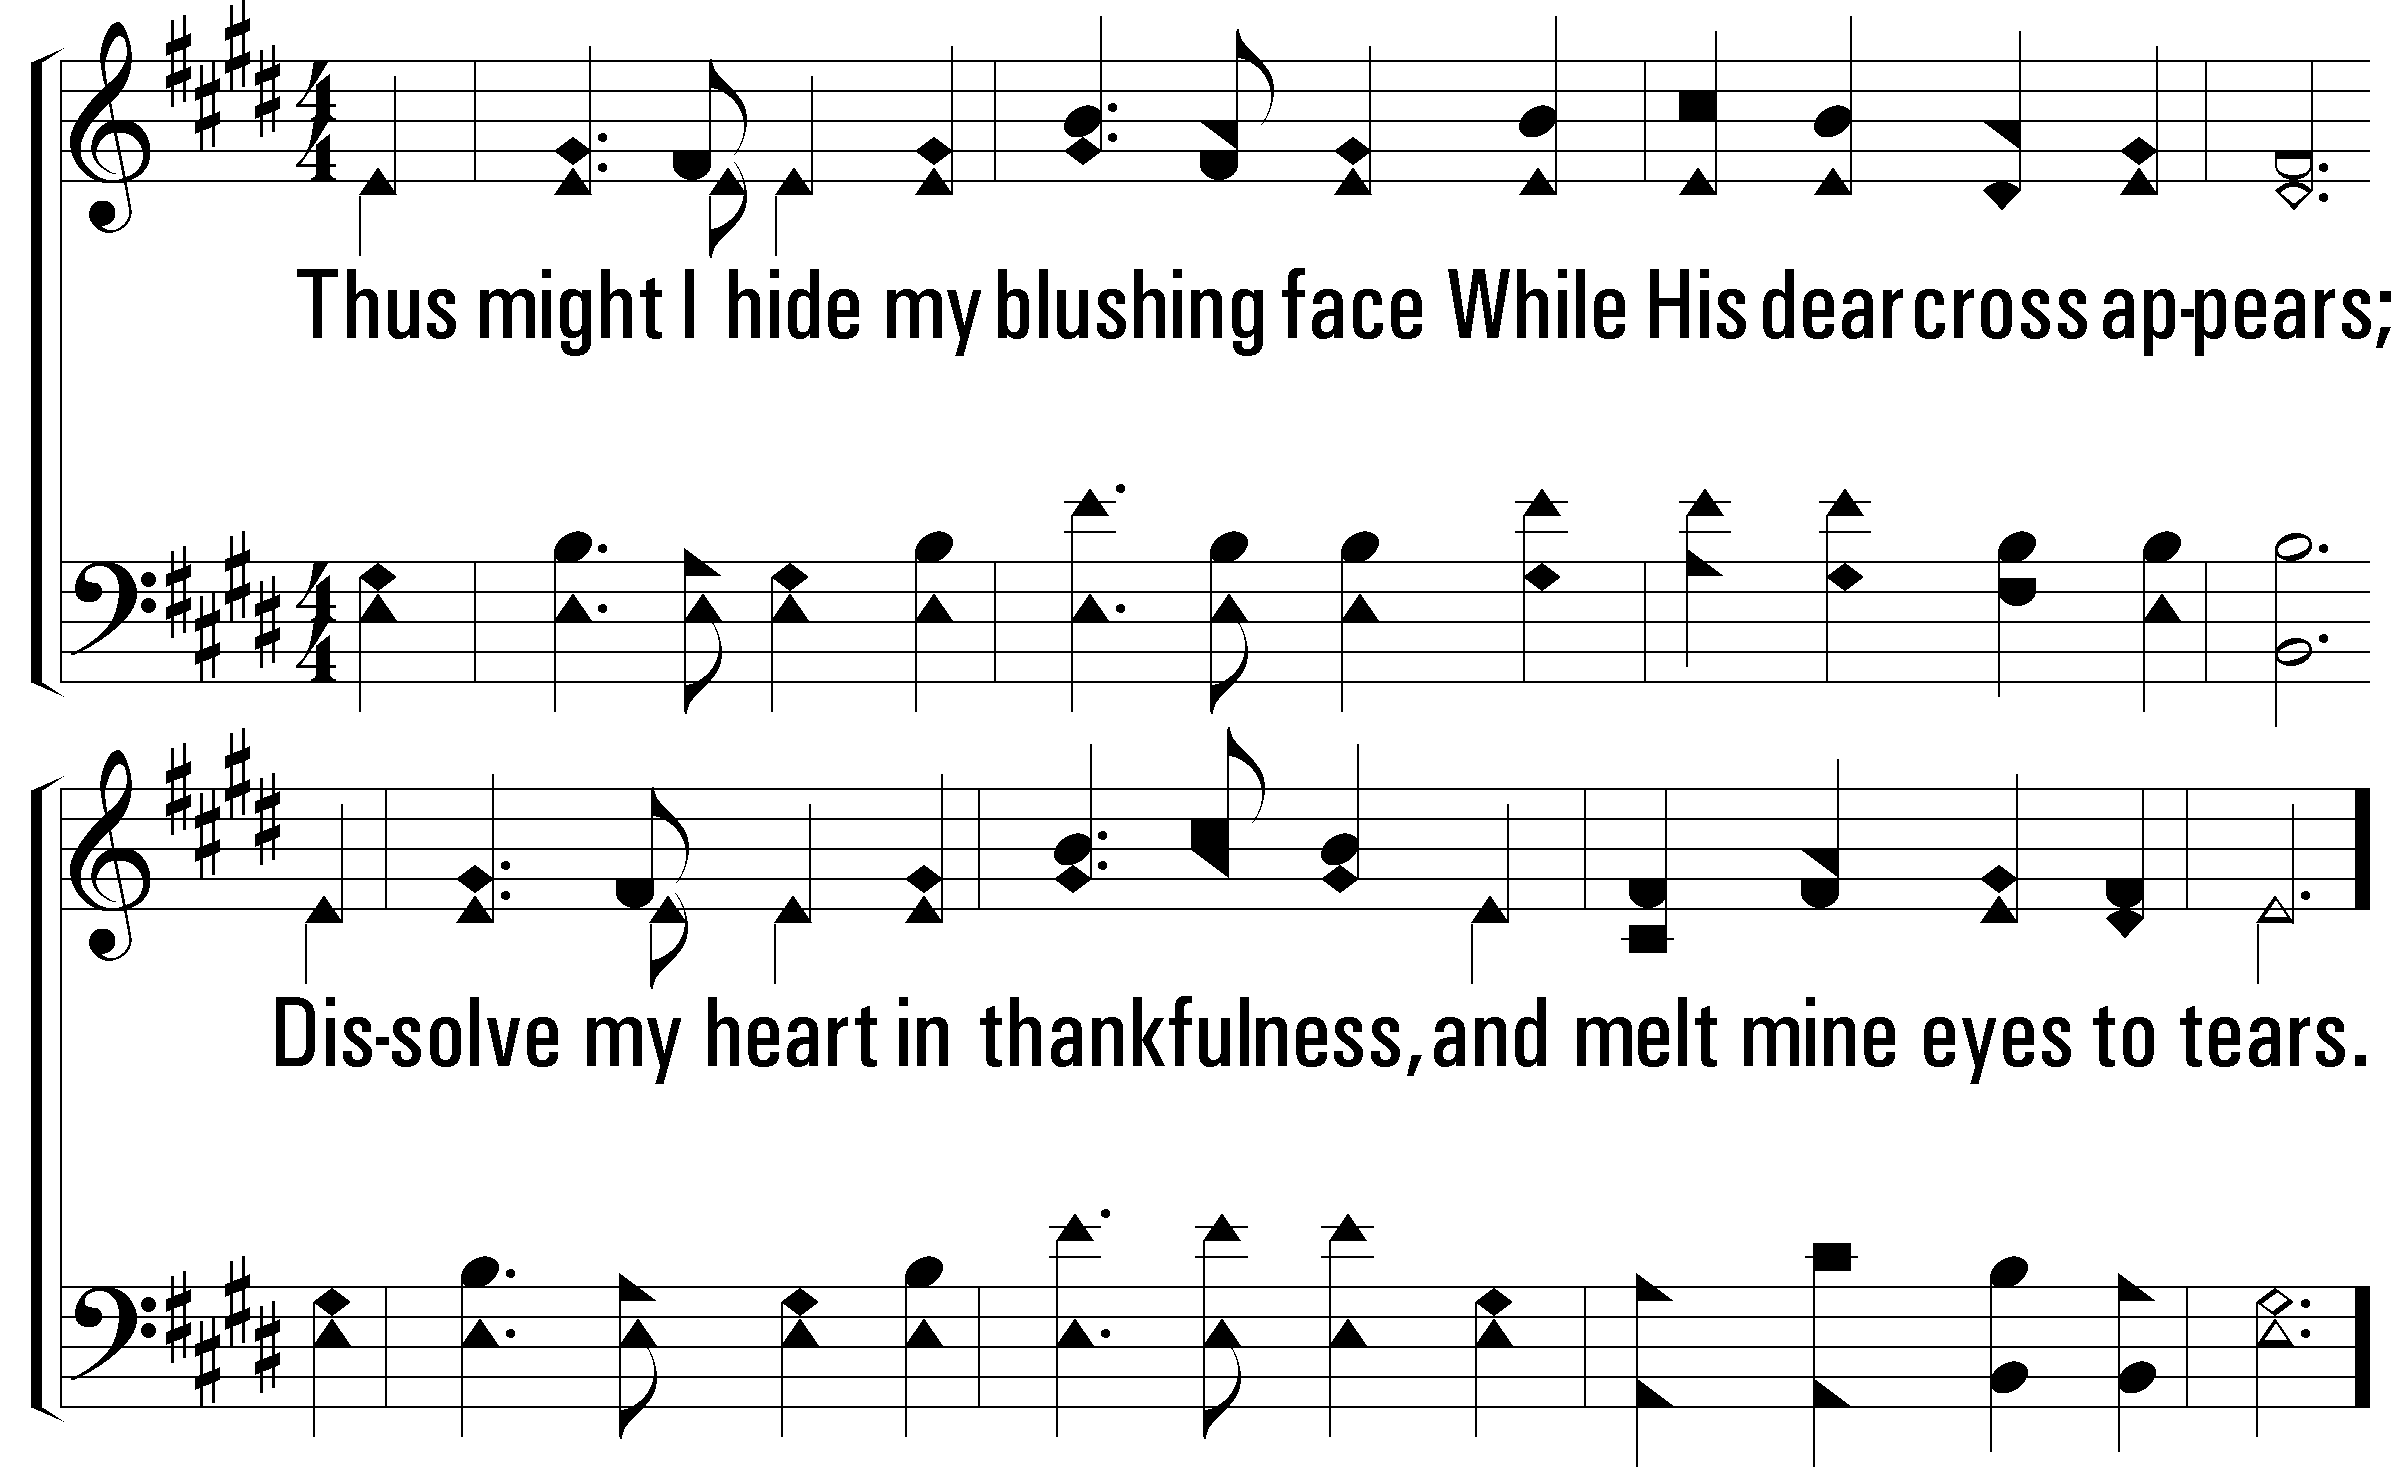 Thus might I hide my blushing face While His dear cross ap-pears;
Dis-solve my heart in thankfulness, and melt mine eyes to tears.